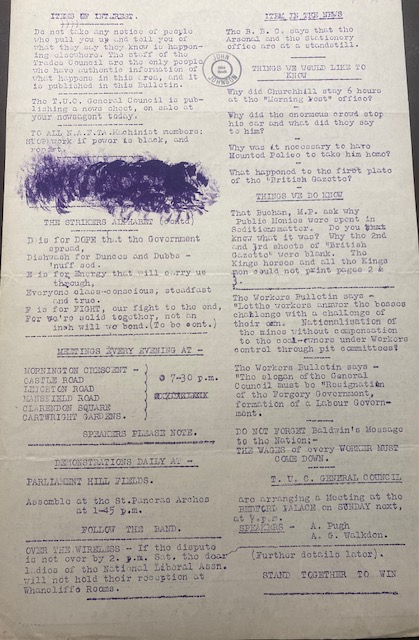 ITEMS OF INTEREST.
Do not take any notice of people
who pull you up and tell you of
what they say they know is happen-
ing elsewhere. The staff of the
Trades Council are the only people
who have authentic information of
what happens in this area, and it
is published in this Bulletin.
The T.U.C. General Council is pub-
lishing a news sheet, on sale at
your newsagent today.
TO ALL N.A.F.T.A. Machinist members:
Stop work if power is black, and
report.
THE STRIKERS ALPHABET (contd)
D is for DOPE that the Government
spread,
Dishwash for Dunces and Dubbs -
'nuff sed.
E is for Energy that will carry us
through,
Everyone class-conscious, steadfast
and true.
F is for FIGHT, our fight to the end,
For we're solid together, not an
inch will we bend. (To be cont.)
MEETINGS EVERY EVENING AT -
MORNINGTON CRESCENT -
CASTLE ROAD
LEIGHTON ROAD
MANSFIELD ROAD
CLARENDON SQUARE
CARTWRIGHT GARDENS.
@ 7-30 p.m.
SPEAKERS PLEASE NOTE.
DEMONSTRATIONS DAILY AT -
PARLIAMENT HILL FIELDS.
Assemble at the St.Pancras Arches
at 1-45 p.m.
FOLLOW THE BAND.
OVER THE WIRELESS - If the dispute
is not over by 2. p.m. Sat. the dear
ladies of the National Liberal Assn.
will not hold their reception at
Whancliffe Rooms.
JOHN
JOHNSON
ITEM IN THE NEWS
The B.B.C. says that the
Arsenal and the Stationery
office are at a standstill.
THINGS WE WOULD LIKE TO
KNOW
Why did Churchhill stay 6 hours
at the "Morning Post" office?
Why did the enormous crowd stop
his car and what did they say
to him?
Why was it necessary to have
Mounted Police to take him home?
What happened to the first plate
of the "British Gazette"?
THINGS WE DO KNOW
That Buchan, M.P. ask why
Public Monies were spent in
Seditiousmatter. Do you that
know what it was? Why the 2nd
and 3rd sheets of "British
Gazette" were blank. The
Kings horses and all the Kings
men could not print pages 2 &
3.
The Workers Bulletin says -
"Letthe workers answer the bosses
challenge with a challenge of
their own. Nationalisation of
the mines without compensation
to the coal-owners under Workers
control through pit committees"
The Workers Bulletin says -
"The slogan of the General
Council must be "Resignation
of the Forgery Government,
formation of a Labour Govern-
ment.
DO NOT FORGET Baldwin's Message
to the Nation:-
THE WAGES of every WORKER MUST
COME DOWN.
T. U. C. GENERAL COUNCIL
are arranging a Meeting at the
BEDFORD PALACE on SUNDAY next,
at 7.p.m.
SPEAKERS - A. Pugh
A. G. Walkden.
(Further details later).
STAND TOGETHER TO WIN